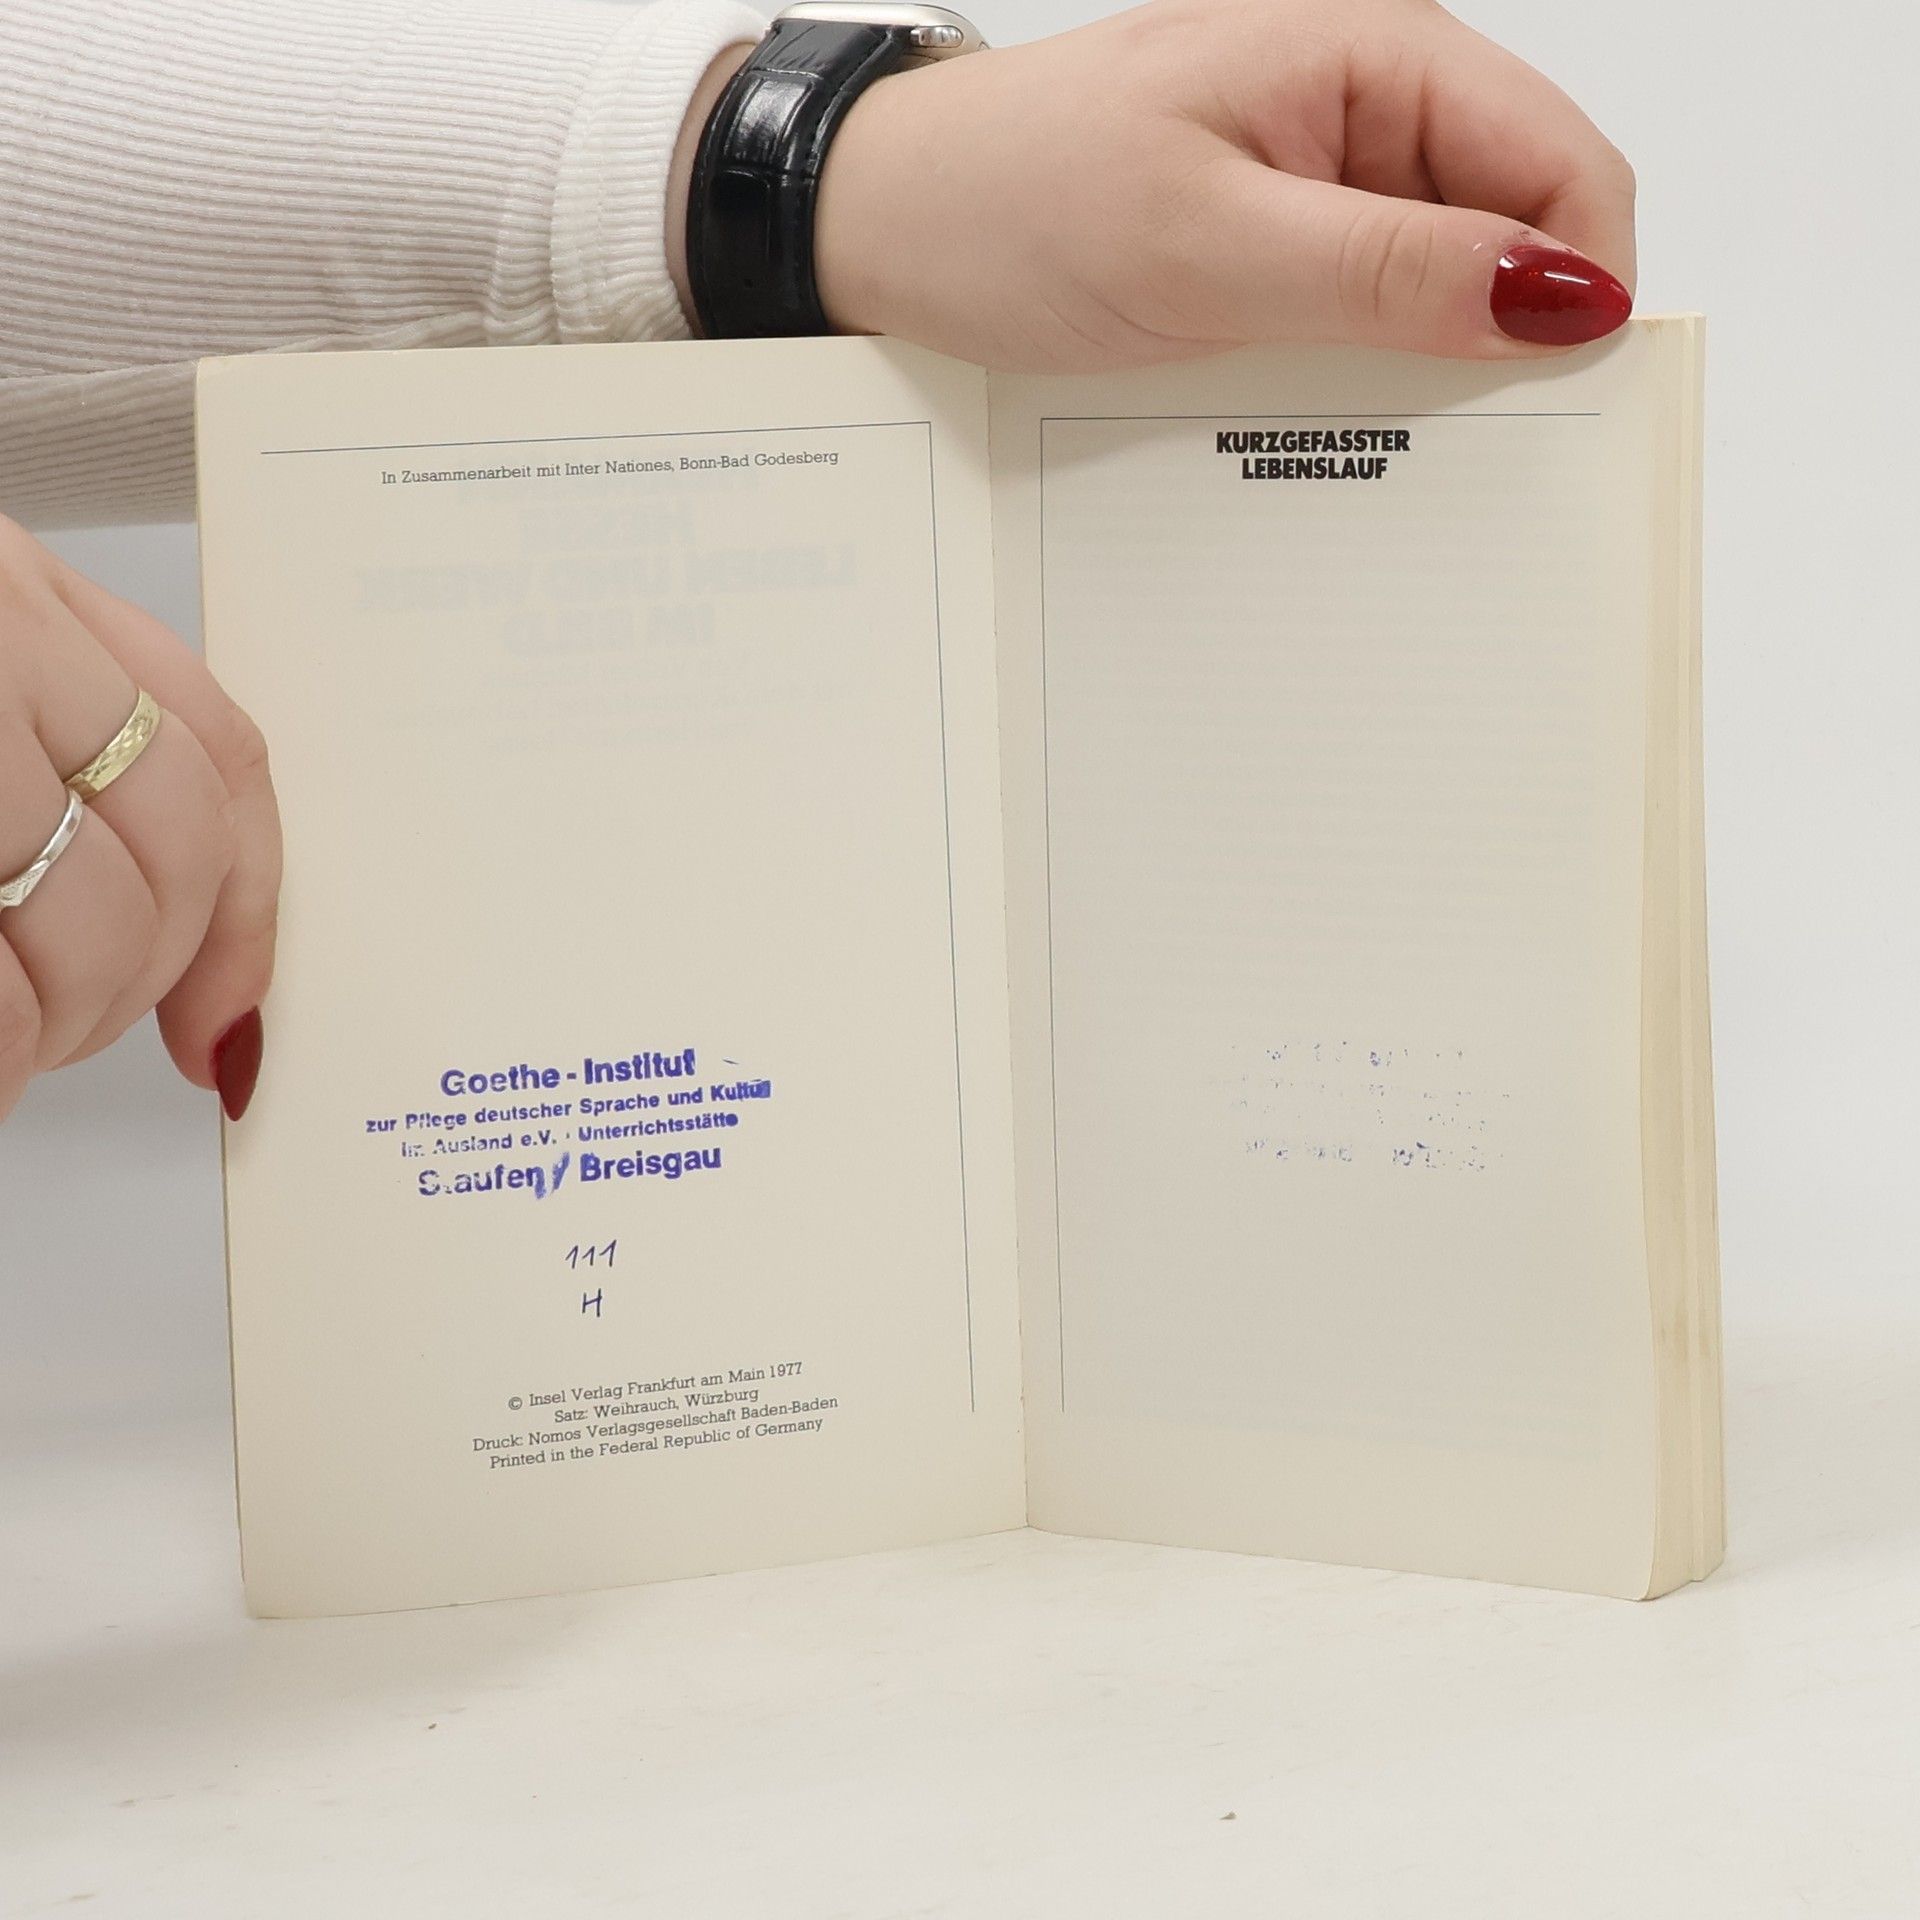 In Zusammenarbeit mit Inter Nationes, Bonn-Bad Godesberg
Goethe-Institut
zur Pflege deutscher Sprache und Kultur
im Ausland e.V. · Unterrichtsstätte
Staufen / Breisgau
111
H
© Insel Verlag Frankfurt am Main 1977
Satz: Weihrauch, Würzburg
Druck: Nomos Verlagsgesellschaft Baden-Baden
Printed in the Federal Republic of Germany
KURZGEFASSTER
LEBENSLAUF